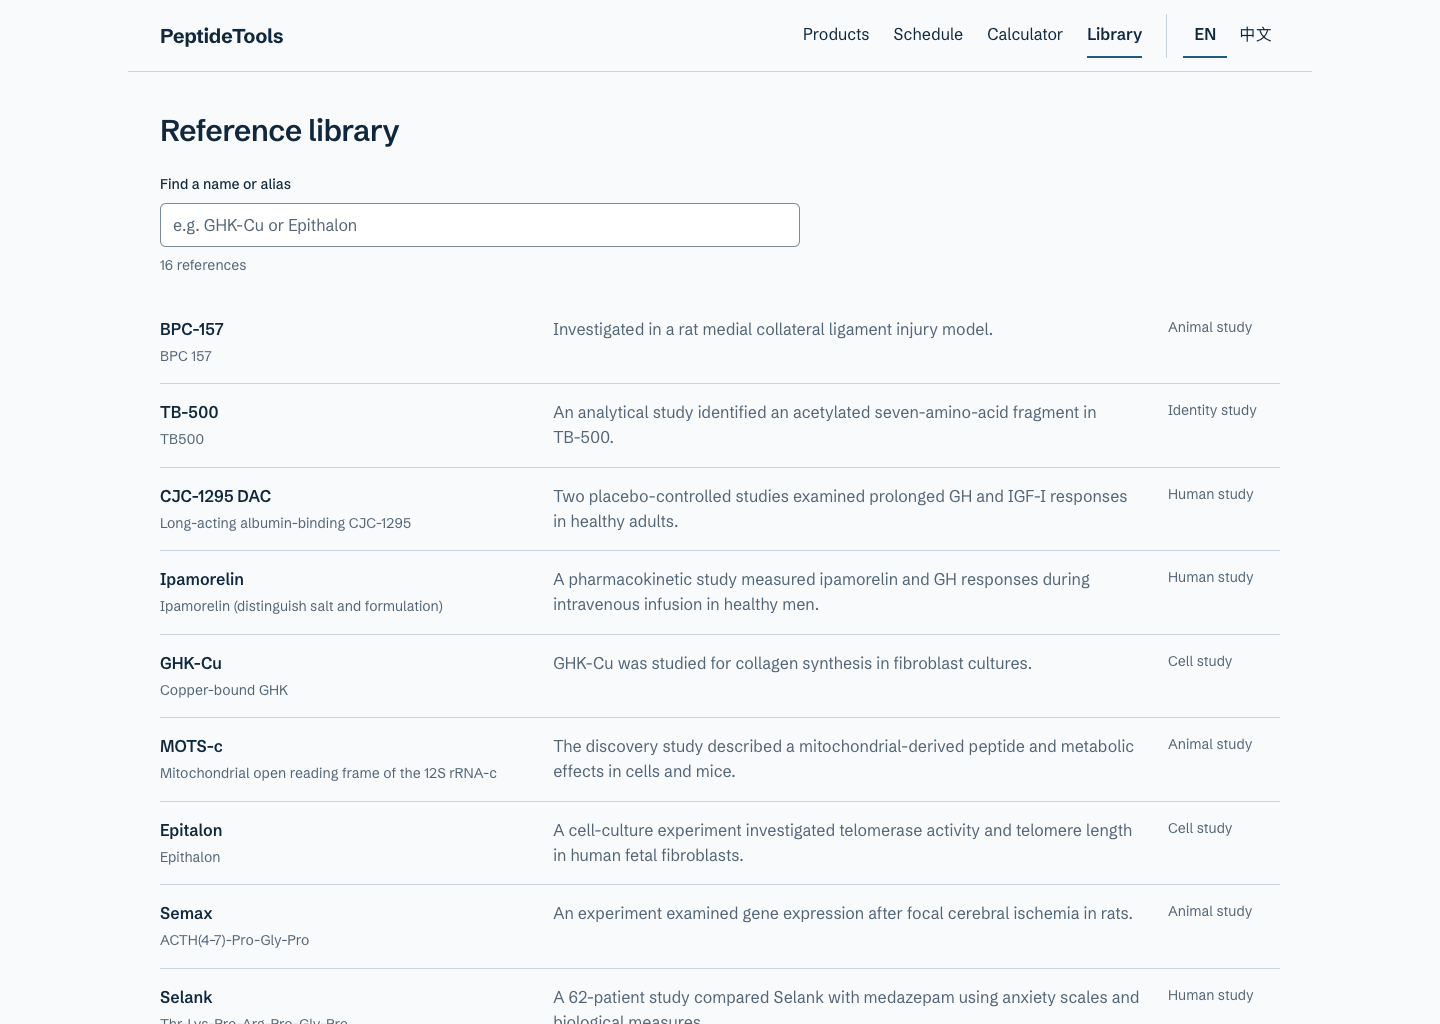 PeptideTools
Products
Schedule
Calculator
Library
EN
中文
Reference library
Find a name or alias
e.g. GHK-Cu or Epithalon
16 references
BPC-157
BPC 157
Investigated in a rat medial collateral ligament injury model.
Animal study
TB-500
TB500
An analytical study identified an acetylated seven-amino-acid fragment in
TB-500.
Identity study
CJC-1295 DAC
Long-acting albumin-binding CJC-1295
Two placebo-controlled studies examined prolonged GH and IGF-I responses
in healthy adults.
Human study
Ipamorelin
Ipamorelin (distinguish salt and formulation)
A pharmacokinetic study measured ipamorelin and GH responses during
intravenous infusion in healthy men.
Human study
GHK-Cu
Copper-bound GHK
GHK-Cu was studied for collagen synthesis in fibroblast cultures.
Cell study
MOTS-c
Mitochondrial open reading frame of the 12S rRNA-c
The discovery study described a mitochondrial-derived peptide and metabolic
effects in cells and mice.
Animal study
Epitalon
Epithalon
A cell-culture experiment investigated telomerase activity and telomere length
in human fetal fibroblasts.
Cell study
Semax
ACTH(4-7)-Pro-Gly-Pro
An experiment examined gene expression after focal cerebral ischemia in rats.
Animal study
Selank
Thr-Lys-Pro-Arg-Pro-Gly-Pro
A 62-patient study compared Selank with medazepam using anxiety scales and
biological measures.
Human study